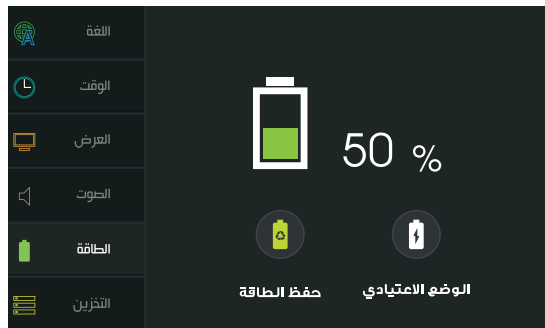 اللغة
الوقت
العرض
الصوت
الطاقة
التخزين
50 %
الوضع الاعتيادي
حفظ الطاقة